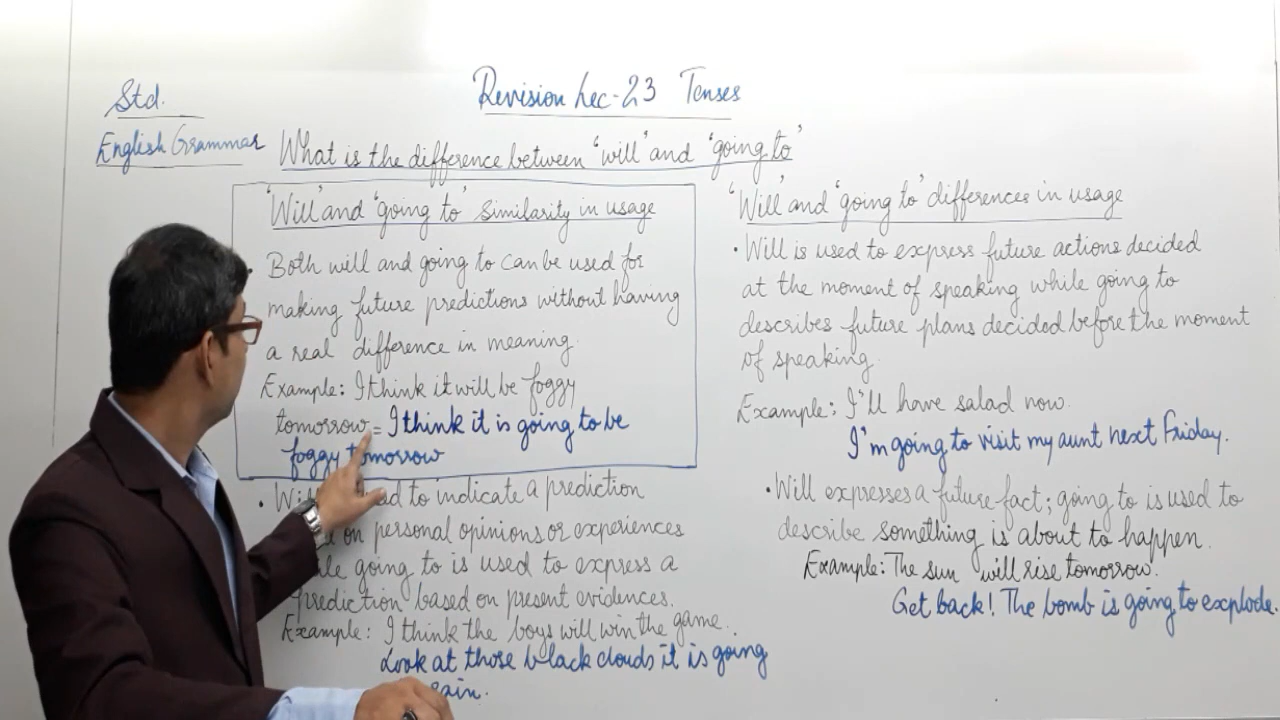 Std.
English Grammar
Revision Lec-23 Tenses
What is the difference between 'will' and 'going to'
'Will' and 'going to' Similarity in usage
• Both will and going to can be used for
making future predictions without having
a real difference in meaning.
Example: I think it will be foggy
tomorrow = I think it is going to be
foggy tomorrow
• to indicate a prediction
on personal opinions or experiences
going to is used to express a
prediction based on present evidences.
Example: I think the boys will win the game.
Look at those black clouds it is going
'Will' and 'going to' differences in usage
• Will is used to express future actions decided
at the moment of speaking while going to
describes future plans decided before the moment
of speaking.
Example: I'll have salad now.
I'm going to visit my aunt next Friday.
• Will expresses a future fact; going to is used to
describe something is about to happen.
Example: The sun will rise tomorrow.
Get back! The bomb is going to explode.